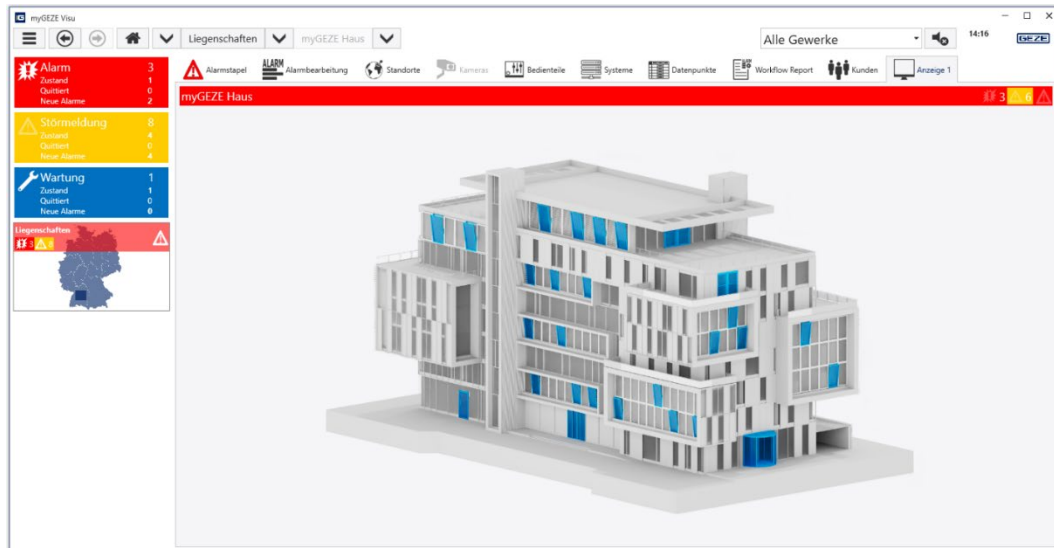 myGEZE Visu
Liegenschaften myGEZE Haus Alle Gewerke 14:16 GEZE
Alarmstapel ALARM Alarmbearbeitung Standorte Kameras Bedienteile Systeme Datenpunkte Workflow Report Kunden Anzeige 1
Alarm 3
Zustand 1
Quittiert 0
Neue Alarme 2
Störmeldung 8
Zustand 4
Quittiert 0
Neue Alarme 4
Wartung 1
Zustand 1
Quittiert 0
Neue Alarme 0
Liegenschaften
3 8
myGEZE Haus 3 6